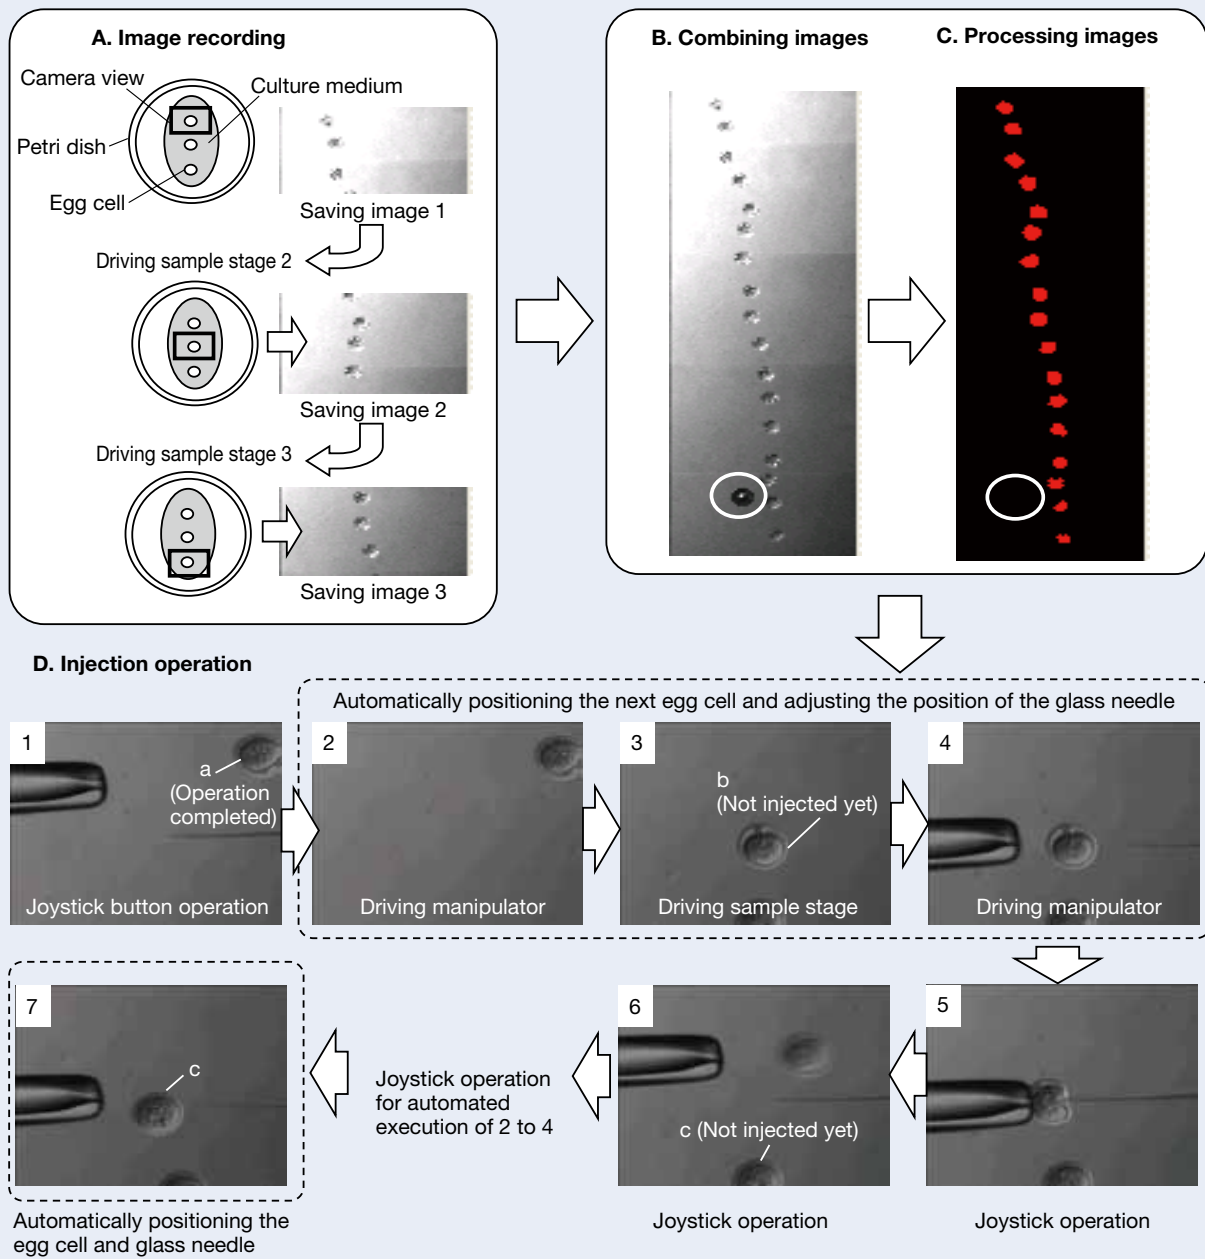 A. Image recording
Camera view
Culture medium
Petri dish
Egg cell
Saving image 1
Driving sample stage 2
Saving image 2
Driving sample stage 3
Saving image 3
B. Combining images
C. Processing images
D. Injection operation
Automatically positioning the next egg cell and adjusting the position of the glass needle
1
a
(Operation
completed)
Joystick button operation
2
Driving manipulator
3
b
(Not injected yet)
Driving sample stage
4
Driving manipulator
5
Joystick operation
6
c (Not injected yet)
Joystick operation
Joystick operation
for automated
execution of 2 to 4
7
c
Automatically positioning the
egg cell and glass needle